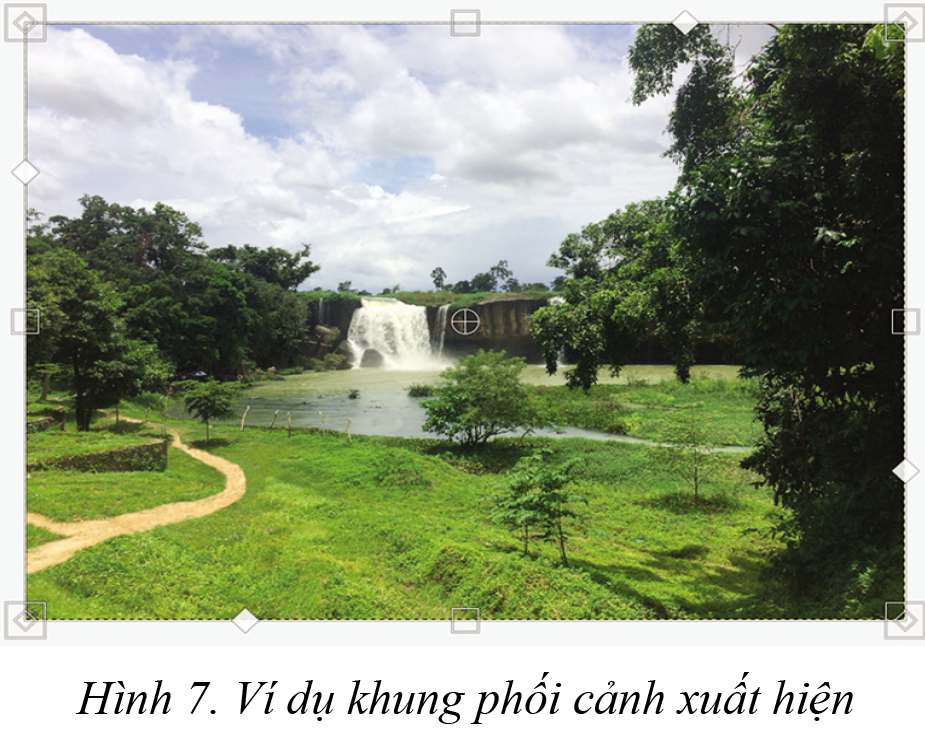 Hình 7. Ví dụ khung phối cảnh xuất hiện